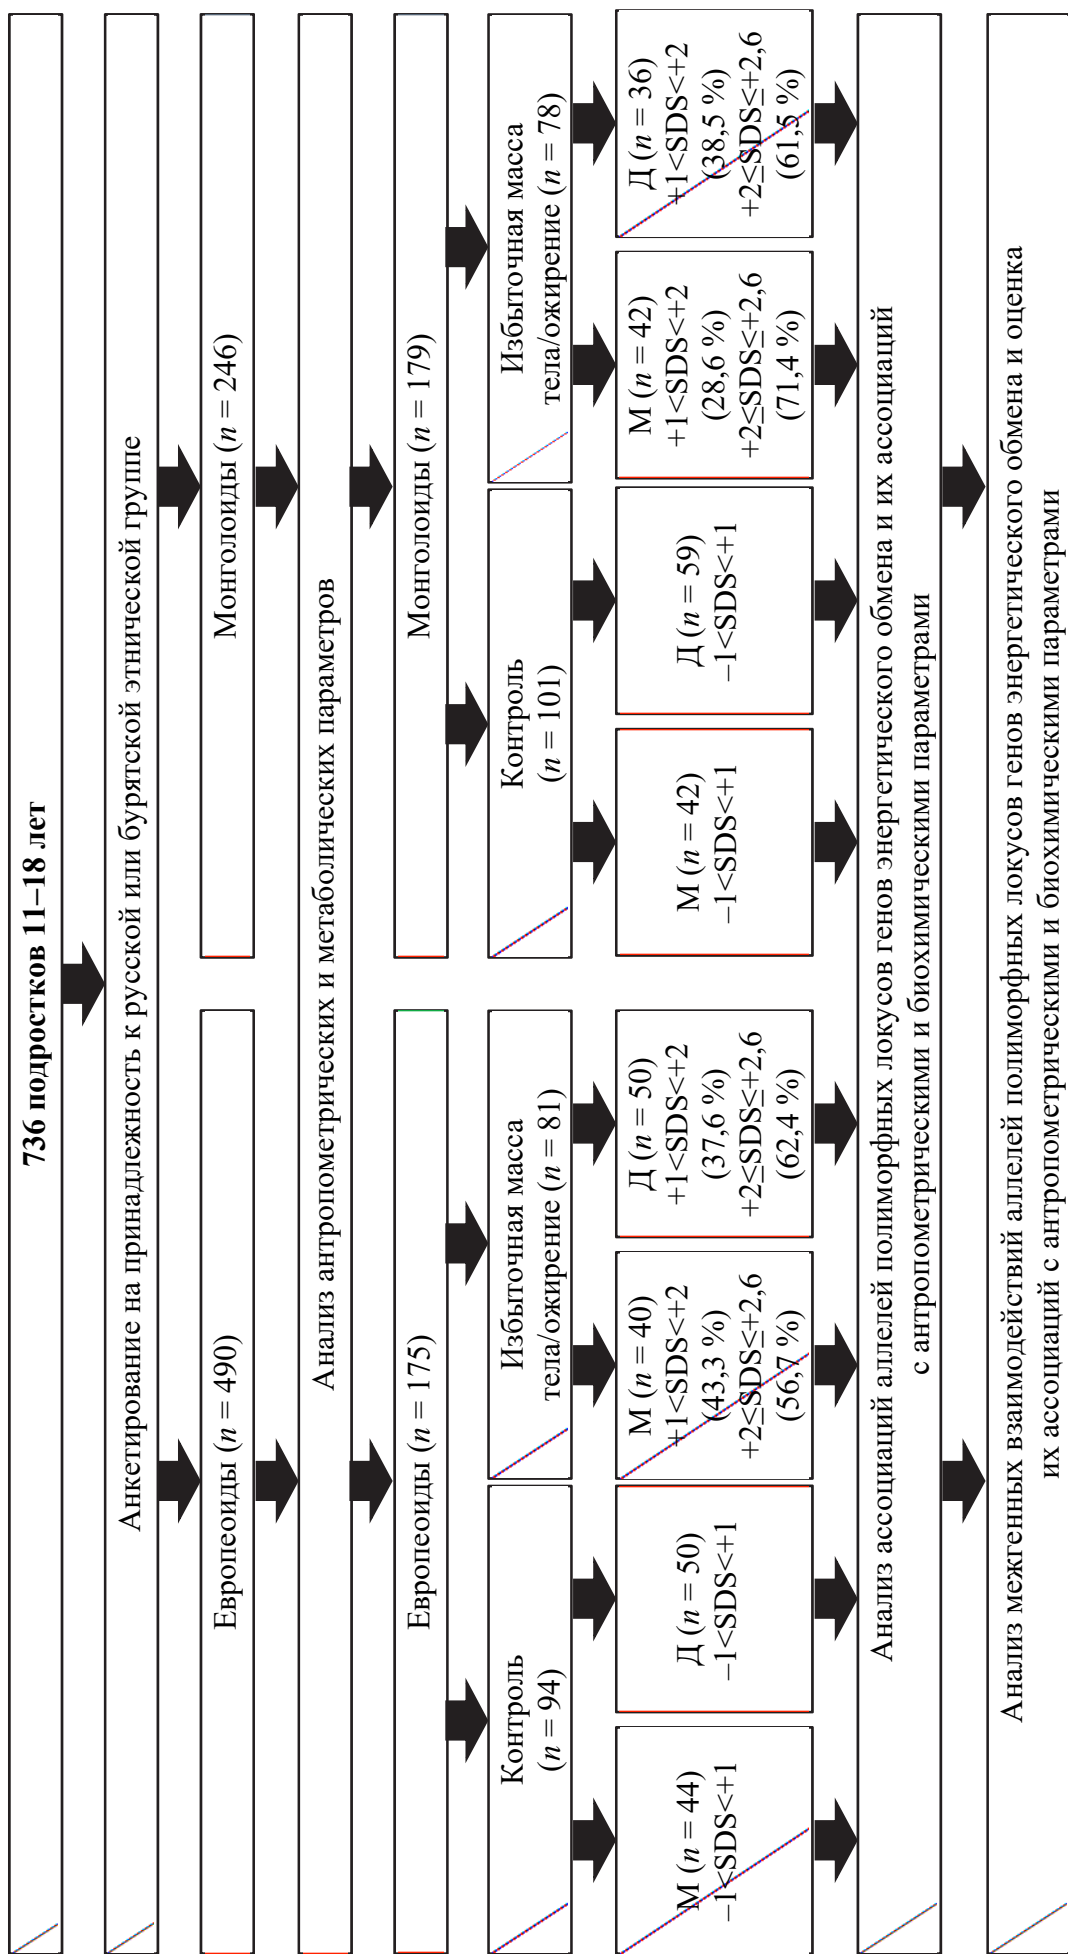 736 подростков 11–18 лет
Анкетирование на принадлежность к русской или бурятской этнической группе
Европеоиды (n = 490)
Монголоиды (n = 246)
Анализ антропометрических и метаболических параметров
Европеоиды (n = 175)
Монголоиды (n = 179)
Контроль
(n = 94)
Избыточная масса
тела/ожирение (n = 81)
Контроль
(n = 101)
Избыточная масса
тела/ожирение (n = 78)
М (n = 44)
−1<SDS<+1
Д (n = 50)
−1<SDS<+1
М (n = 40)
+1<SDS<+2
(43,3 %)
+2≤SDS≤+2,6
(56,7 %)
Д (n = 50)
+1<SDS<+2
(37,6 %)
+2≤SDS≤+2,6
(62,4 %)
М (n = 42)
−1<SDS<+1
Д (n = 59)
−1<SDS<+1
М (n = 42)
+1<SDS<+2
(28,6 %)
+2≤SDS≤+2,6
(71,4 %)
Д (n = 36)
+1<SDS<+2
(38,5 %)
+2≤SDS≤+2,6
(61,5 %)
Анализ ассоциаций аллелей полиморфных локусов генов энергетического обмена и их ассоциаций
с антропометрическими и биохимическими параметрами
Анализ межгенных взаимодействий аллелей полиморфных локусов генов энергетического обмена и оценка
их ассоциаций с антропометрическими и биохимическими параметрами